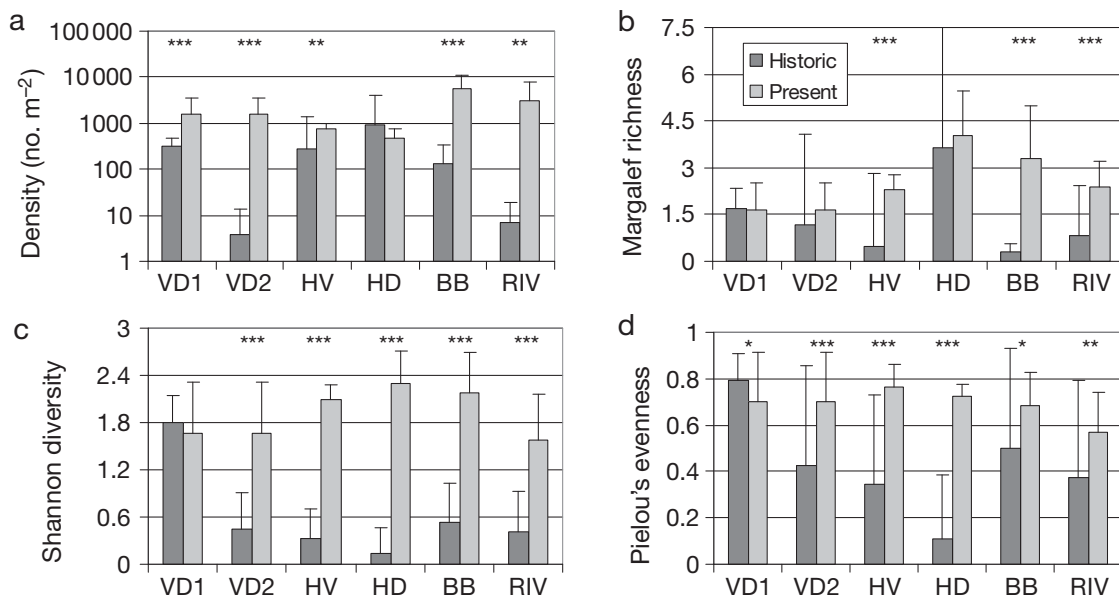 a
100 000
10 000
1000
100
10
1
Density (no. m–2)
*** *** ** *** **
VD1 VD2 HV HD BB RIV
b
7.5
6
4.5
3
1.5
0
Margalef richness
Historic
Present
*** *** ***
VD1 VD2 HV HD BB RIV
c
3
2.4
1.8
1.2
0.6
0
Shannon diversity
*** *** *** *** ***
VD1 VD2 HV HD BB RIV
d
1
0.8
0.6
0.4
0.2
0
Pielou's evenness
* *** *** *** * **
VD1 VD2 HV HD BB RIV